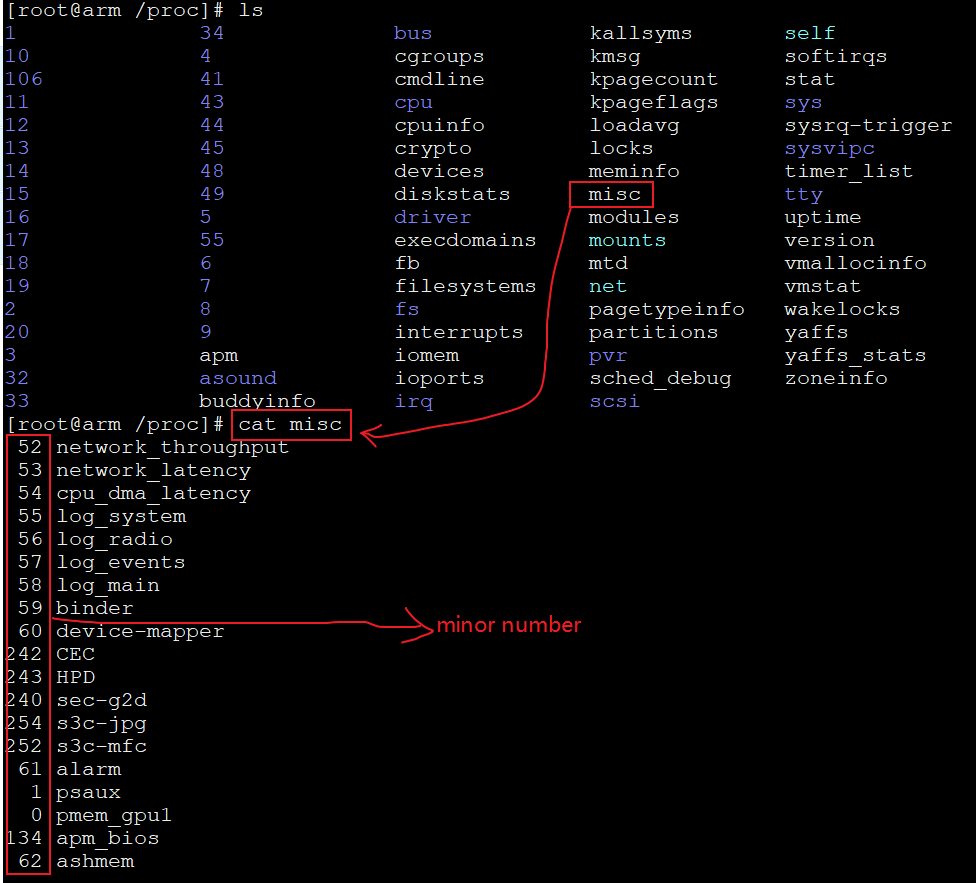 [root@arm /proc]# ls
1 34 bus kallsyms self
10 4 cgroups kmsg softirqs
106 41 cmdline kpagecount stat
11 43 cpu kpageflags sys
12 44 cpuinfo loadavg sysrq-trigger
13 45 crypto locks sysvipc
14 48 devices meminfo timer_list
15 49 diskstats misc tty
16 5 driver modules uptime
17 55 execdomains mounts version
18 6 fb mtd vmallocinfo
19 7 filesystems net vmstat
2 8 fs pagetypeinfo wakelocks
20 9 interrupts partitions yaffs
3 apm iomem pvr yaffs_stats
32 asound ioports sched_debug zoneinfo
33 buddyinfo irq scsi
[root@arm /proc]# cat misc
52 network_throughput
53 network_latency
54 cpu_dma_latency
55 log_system
56 log_radio
57 log_events
58 log_main
59 binder
minor number
60 device-mapper
242 CEC
243 HPD
240 sec-g2d
254 s3c-jpg
252 s3c-mfc
61 alarm
1 psaux
0 pmem_gpu1
134 apm_bios
62 ashmem